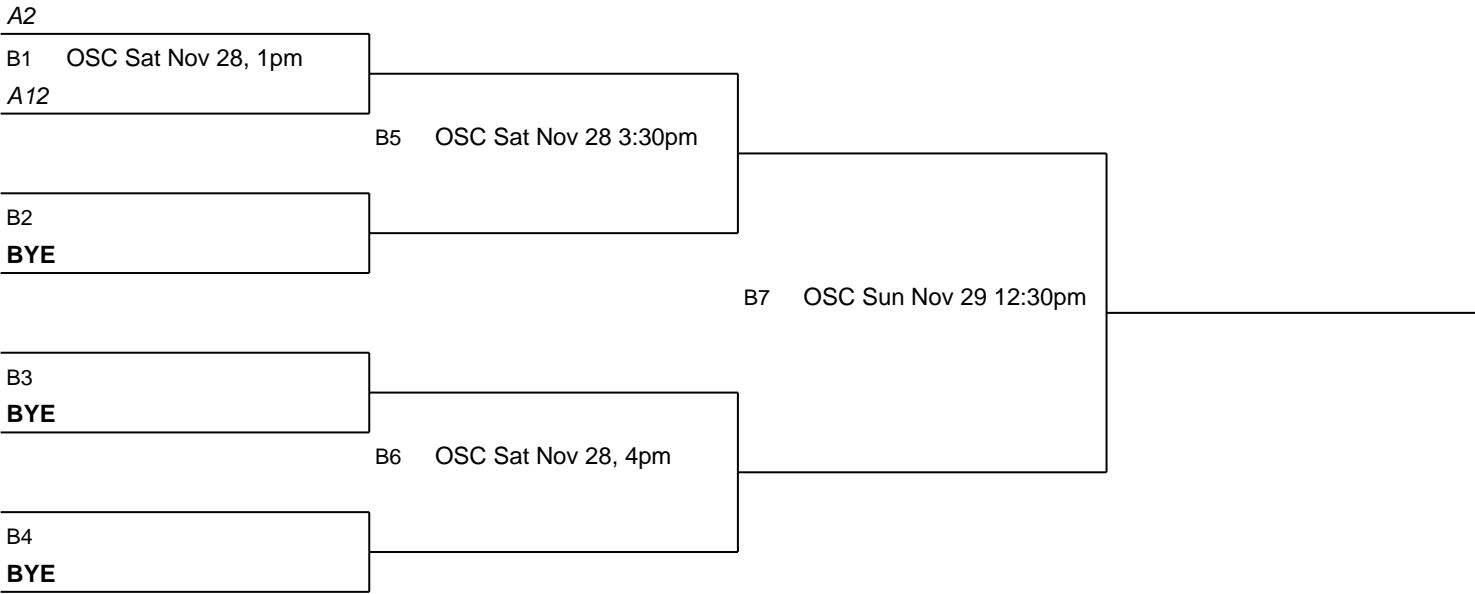 A2
B1 OSC Sat Nov 28, 1pm
A12
B5 OSC Sat Nov 28 3:30pm
B2
BYE
B7 OSC Sun Nov 29 12:30pm
B3
BYE
B6 OSC Sat Nov 28, 4pm
B4
BYE